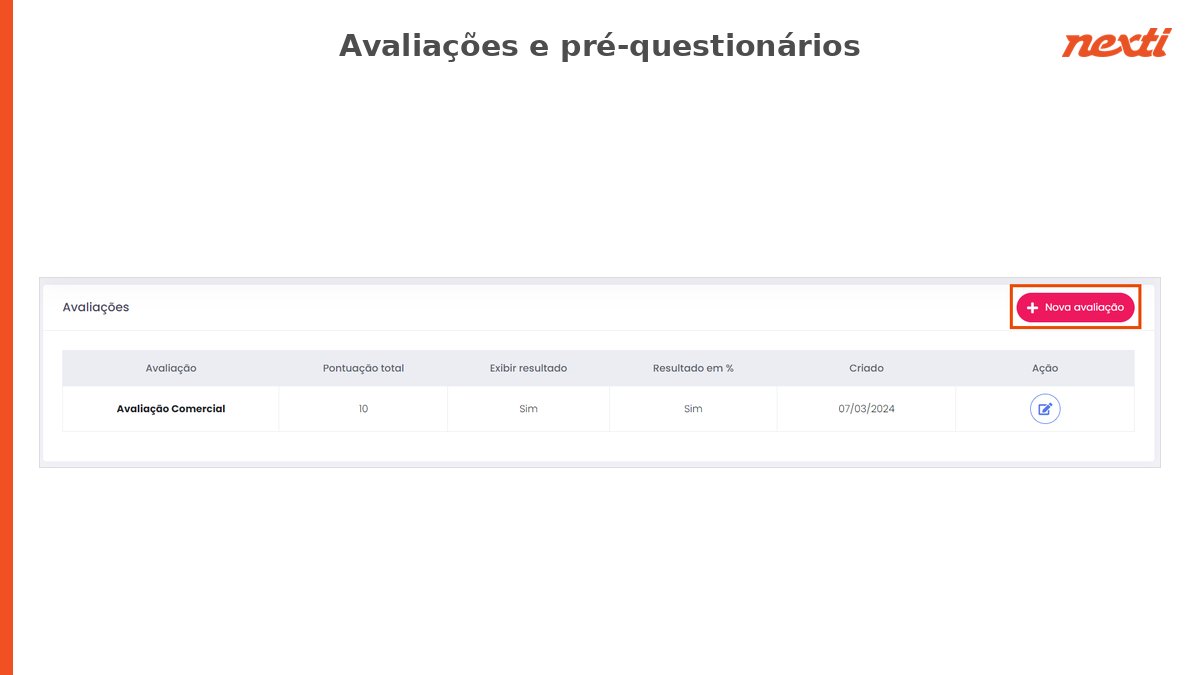 Avaliações e pré-questionários
nexti
Avaliações
Nova avaliação
Avaliação Pontuação total Exibir resultado Resultado em % Criado Ação
Avaliação Comercial 10 Sim Sim 07/03/2024